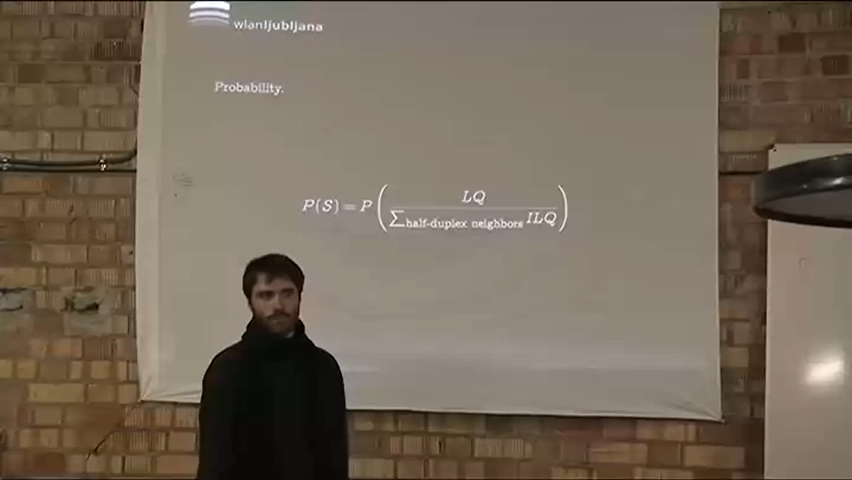 wlanljubljana
Probability.
P(S) = P ( LQ / ∑half-duplex neighbors ILQ )